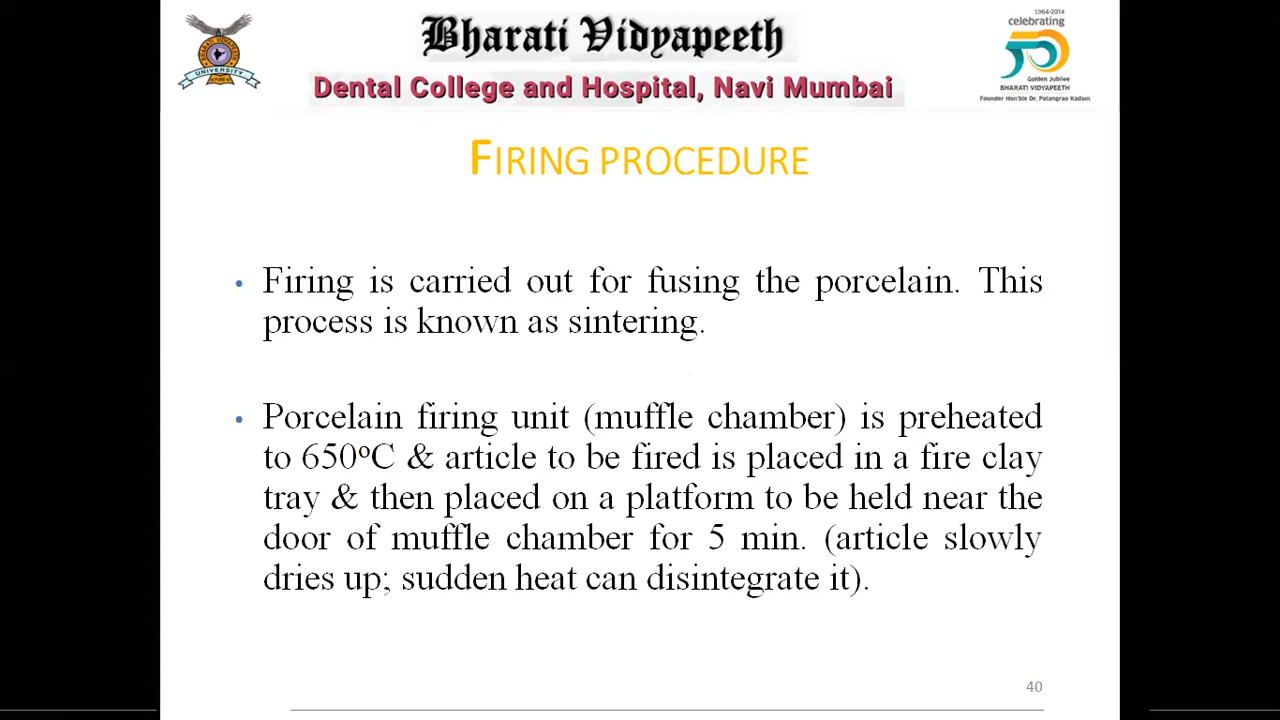 1964-2014
celebrating
Bharati Vidyapeeth
Golden Jubilee
BHARATI VIDYAPEETH
Founder Hon'ble Dr. Patangrao Kadam
UNIVERSITY
Dental College and Hospital, Navi Mumbai
FIRING PROCEDURE
• Firing is carried out for fusing the porcelain. This
process is known as sintering.
• Porcelain firing unit (muffle chamber) is preheated
to 650°C & article to be fired is placed in a fire clay
tray & then placed on a platform to be held near the
door of muffle chamber for 5 min. (article slowly
dries up; sudden heat can disintegrate it).
40